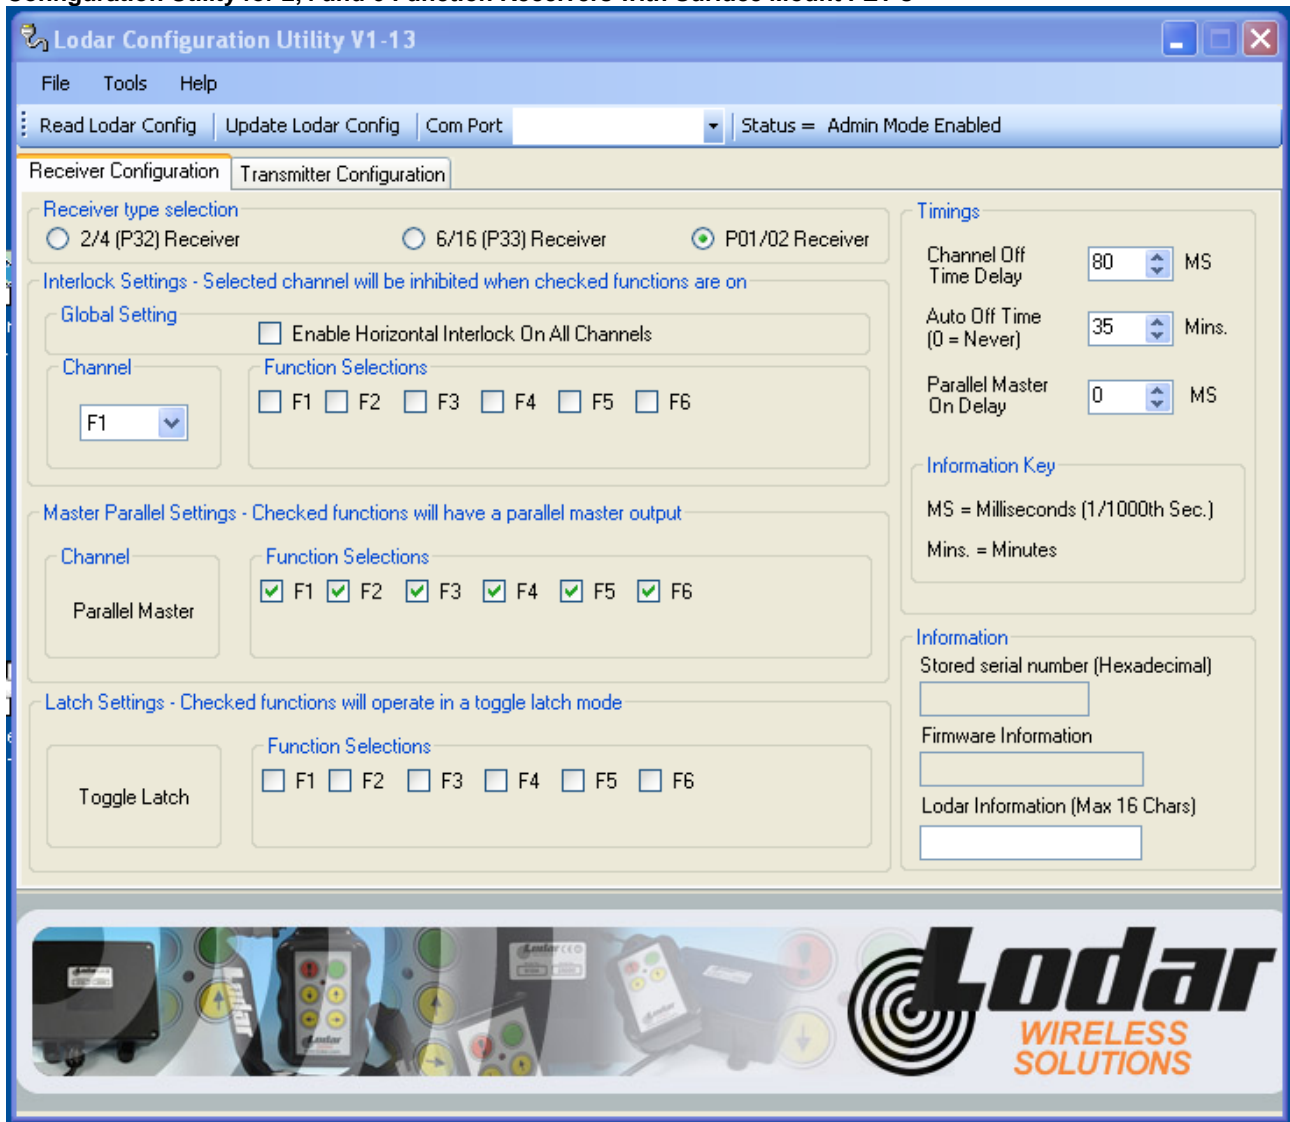 Lodar Configuration Utility V1-13
File Tools Help
Read Lodar Config Update Lodar Config Com Port Status = Admin Mode Enabled
Receiver Configuration Transmitter Configuration
Receiver type selection
2/4 (P32) Receiver 6/16 (P33) Receiver P01/02 Receiver
Interlock Settings - Selected channel will be inhibited when checked functions are on
Global Setting
Enable Horizontal Interlock On All Channels
Channel
F1
Function Selections
F1 F2 F3 F4 F5 F6
Master Parallel Settings - Checked functions will have a parallel master output
Channel
Parallel Master
Function Selections
F1 F2 F3 F4 F5 F6
Latch Settings - Checked functions will operate in a toggle latch mode
Toggle Latch
Function Selections
F1 F2 F3 F4 F5 F6
Timings
Channel Off
Time Delay
80 MS
Auto Off Time
(0 = Never)
35 Mins.
Parallel Master
On Delay
0 MS
Information Key
MS = Milliseconds (1/1000th Sec.)
Mins. = Minutes
Information
Stored serial number (Hexadecimal)
Firmware Information
Lodar Information (Max 16 Chars)
Lodar
Lodar
Lodar
Lodar
WIRELESS
SOLUTIONS